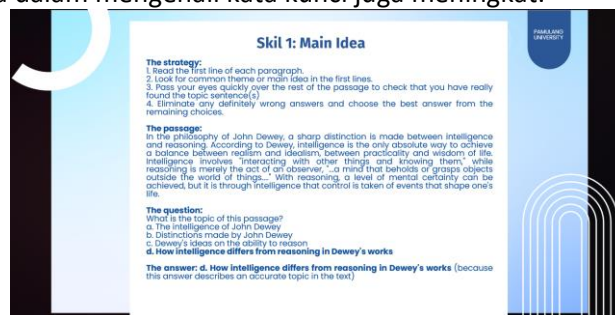 dalam mengenali kata kunci juga meningkat.
Skil 1: Main Idea
PAMULANG
UNIVERSITY
The strategy:
1. Read the first line of each paragraph.
2. Look for common theme or main idea in the first lines.
3. Pass your eyes quickly over the rest of the passage to check that you have really
found the topic sentence(s)
4. Eliminate any definitely wrong answers and choose the best answer from the
remaining choices.
The passage:
In the philosophy of John Dewey, a sharp distinction is made between intelligence
and reasoning. According to Dewey, intelligence is the only absolute way to achieve
a balance between realism and idealism, between practicality and wisdom of life.
Intelligence involves "interacting with other things and knowing them," while
reasoning is merely the act of an observer, "...a mind that beholds or grasps objects
outside the world of things..." With reasoning, a level of mental certainty can be
achieved, but it is through intelligence that control is taken of events that shape one's
life.
The question:
What is the topic of this passage?
a. The intelligence of John Dewey
b. Distinctions made by John Dewey
c. Dewey's ideas on the ability to reason
d. How intelligence differs from reasoning in Dewey's works
The answer: d. How intelligence differs from reasoning in Dewey's works (because
this answer describes an accurate topic in the text)